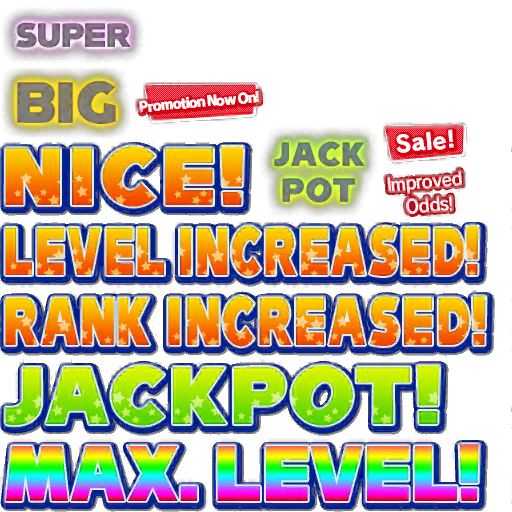 SUPER
BIG
Promotion Now On!
JACK
POT
Sale!
Improved
Odds!
NICE!
LEVEL INCREASED!
RANK INCREASED!
JACKPOT!
MAX. LEVEL!